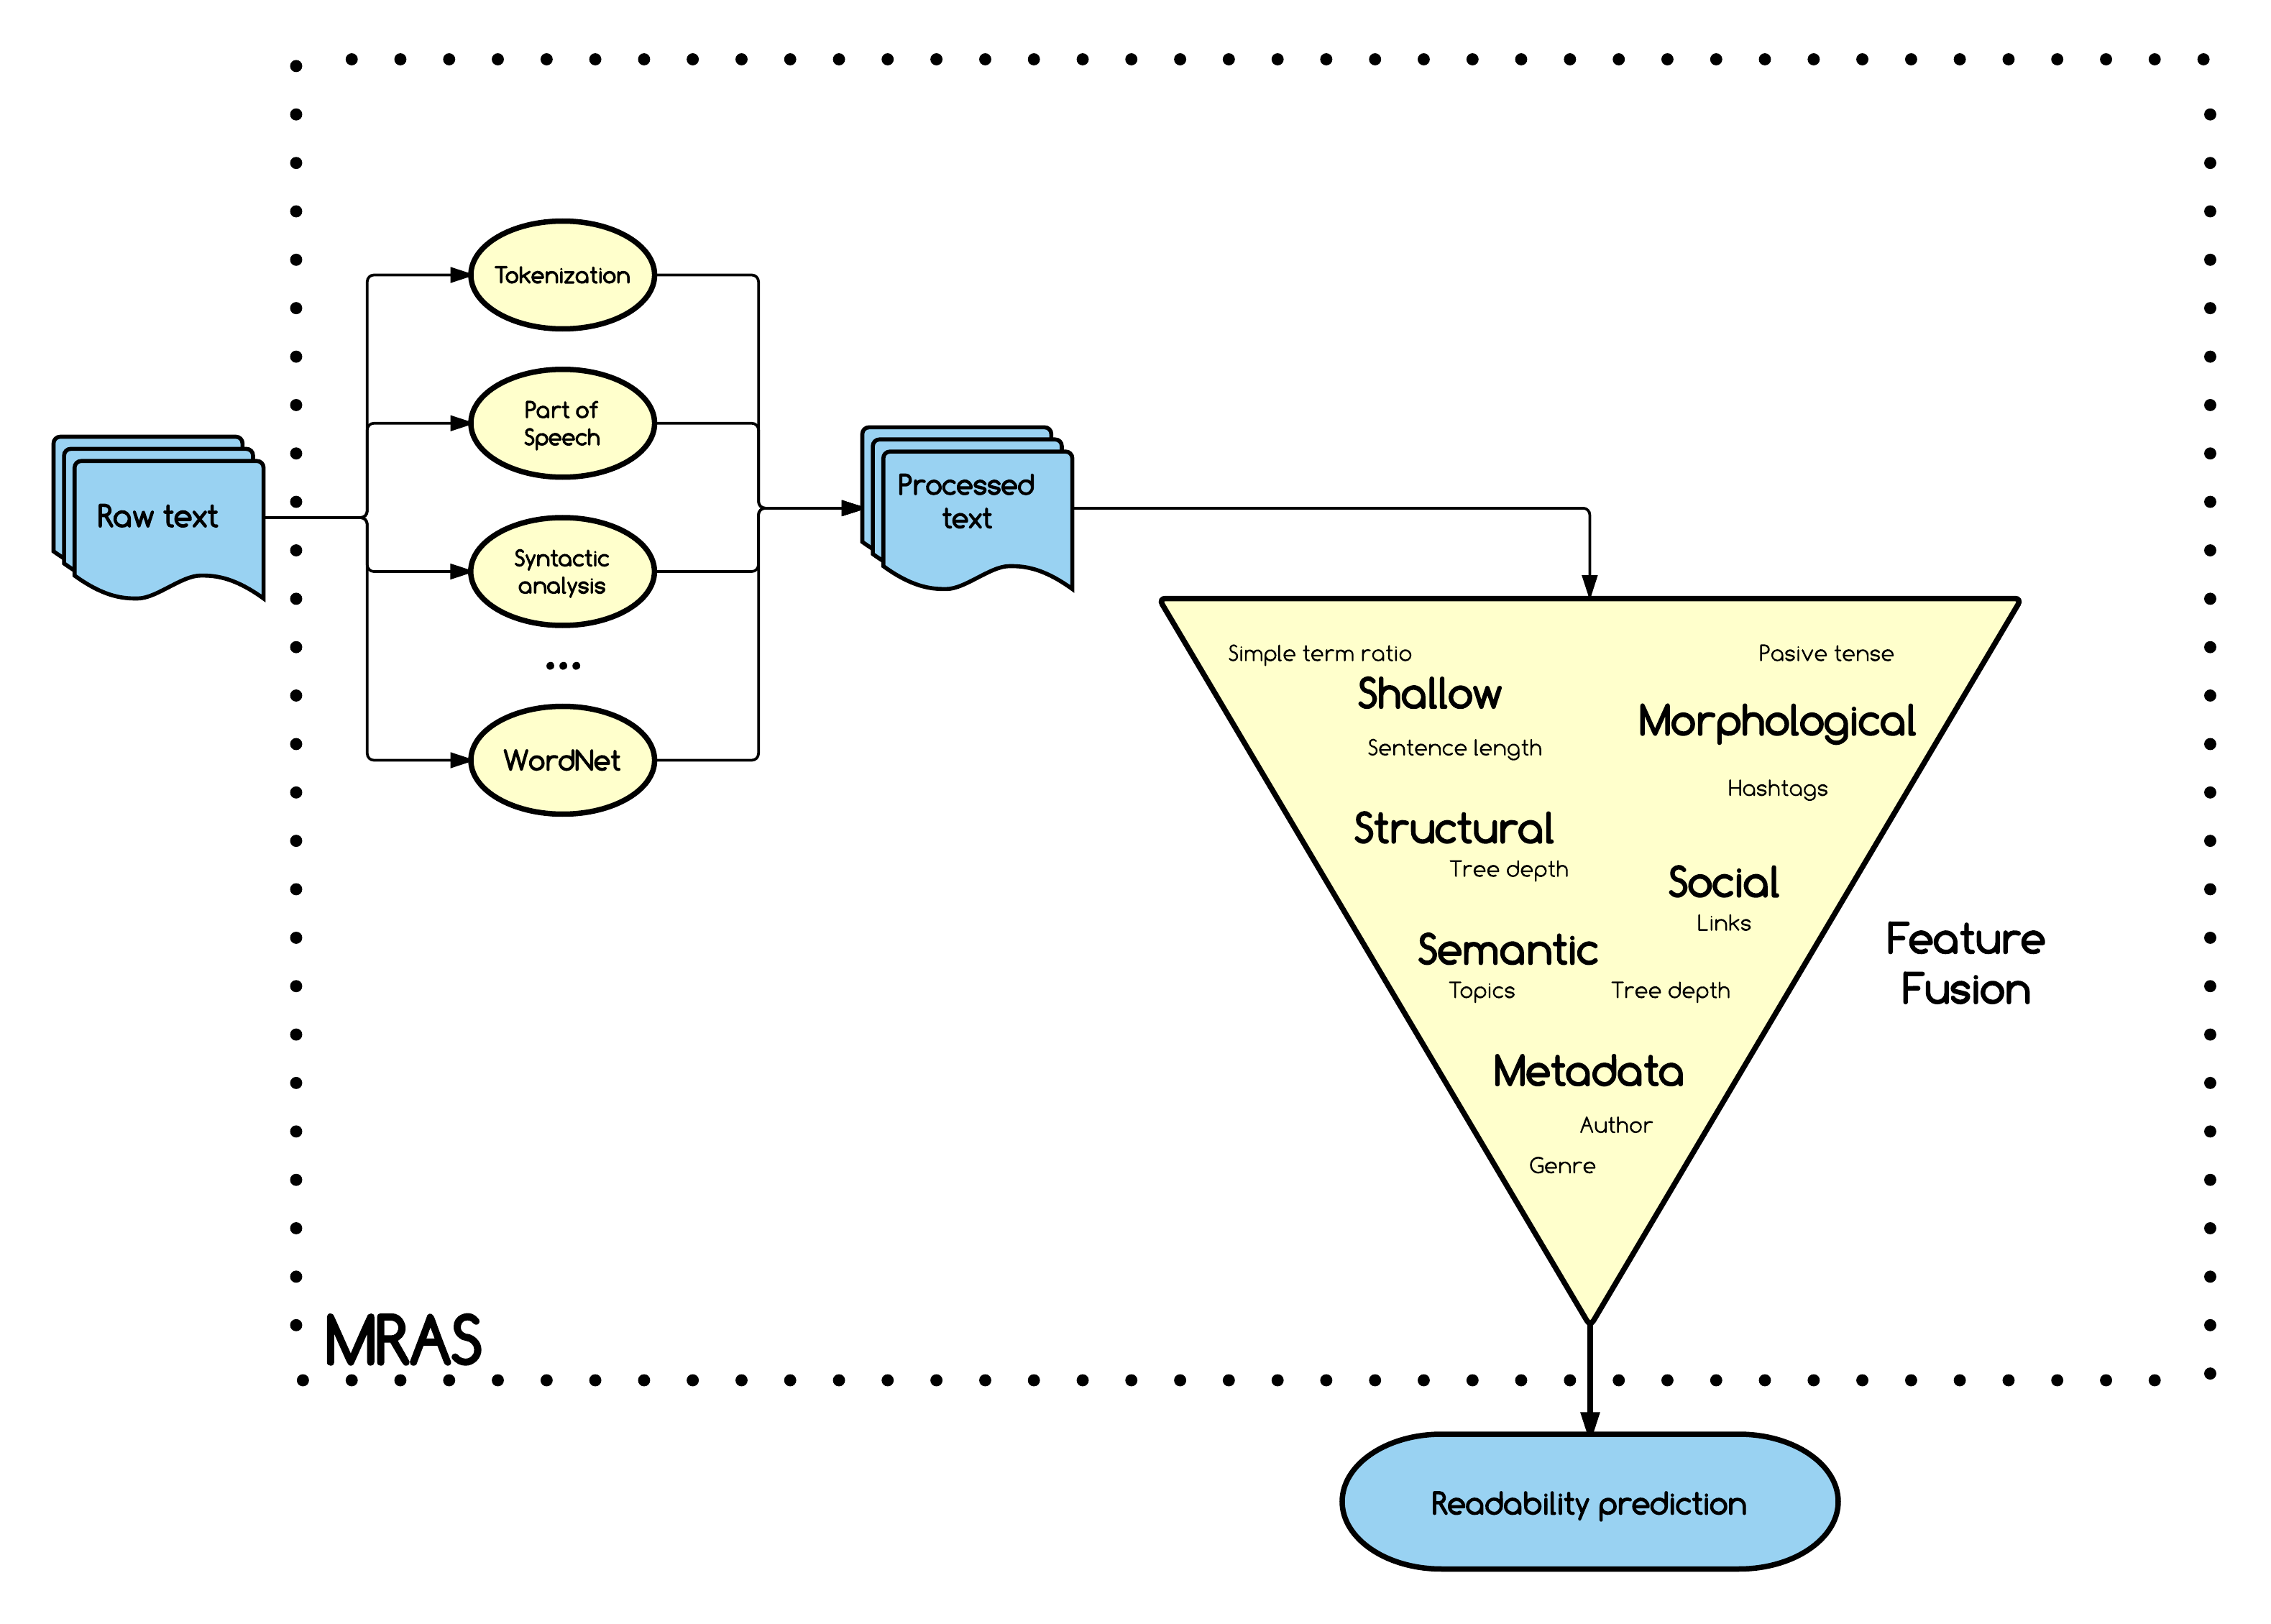 Raw text
Tokenization
Part of
Speech
Syntactic
analysis
...
WordNet
Processed
text
Simple term ratio
Pasive tense
Shallow
Morphological
Sentence length
Hashtags
Structural
Tree depth
Social
Links
Semantic
Topics
Tree depth
Metadata
Author
Genre
Feature
Fusion
MRAS
Readability prediction